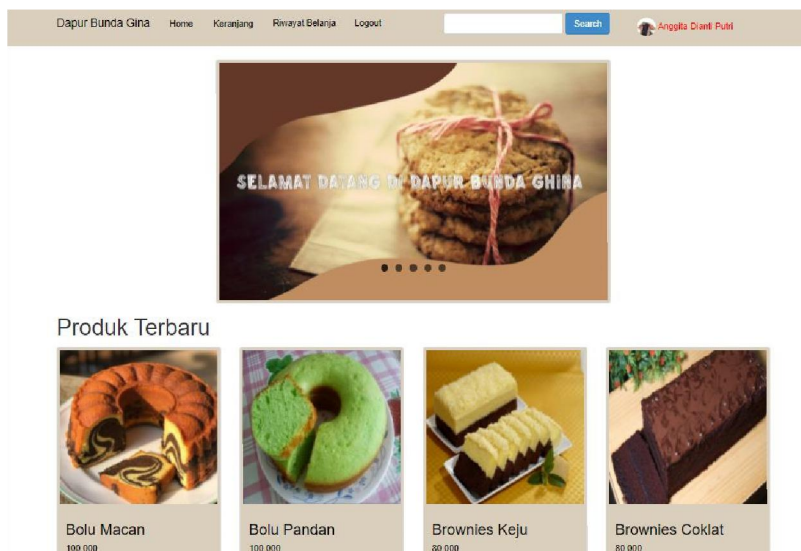 Dapur Bunda Gina Home Keranjang Riwayat Belanja Logout Search Anggita Dianti Putri
SELAMAT DATANG DI DAPUR BUNDA GHINA
Produk Terbaru
Bolu Macan Bolu Pandan Brownies Keju Brownies Coklat
100.000 100.000 80.000 80.000